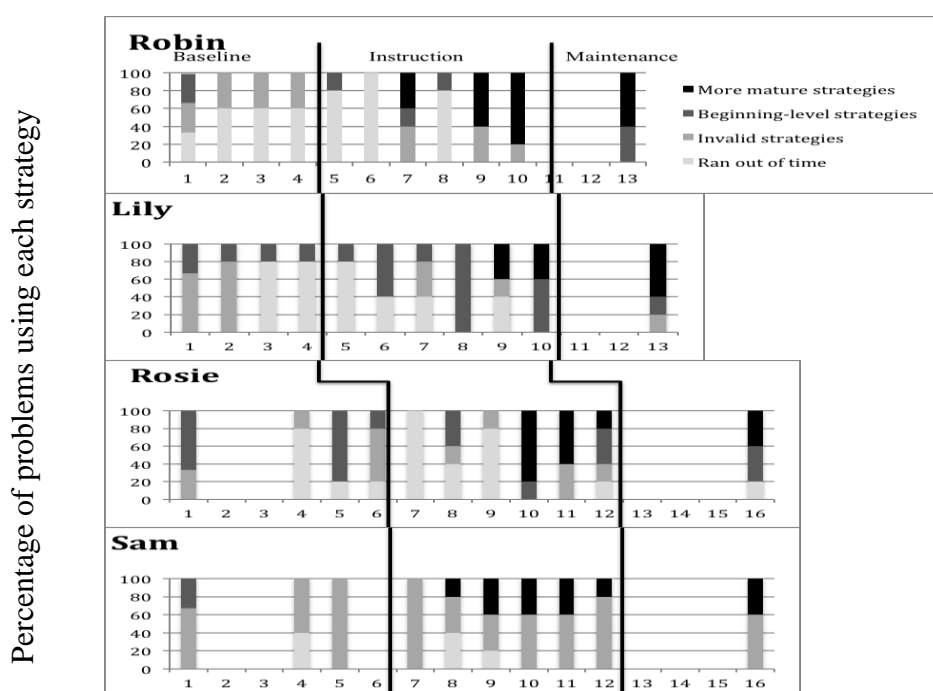 Percentage of problems using each strategy
Robin
Baseline Instruction Maintenance
100
80
60
40
20
0
1 2 3 4 5 6 7 8 9 10 11 12 13
More mature strategies
Beginning-level strategies
Invalid strategies
Ran out of time
Lily
100
80
60
40
20
0
1 2 3 4 5 6 7 8 9 10 11 12 13
Rosie
100
80
60
40
20
0
1 2 3 4 5 6 7 8 9 10 11 12 13 14 15 16
Sam
100
80
60
40
20
0
1 2 3 4 5 6 7 8 9 10 11 12 13 14 15 16